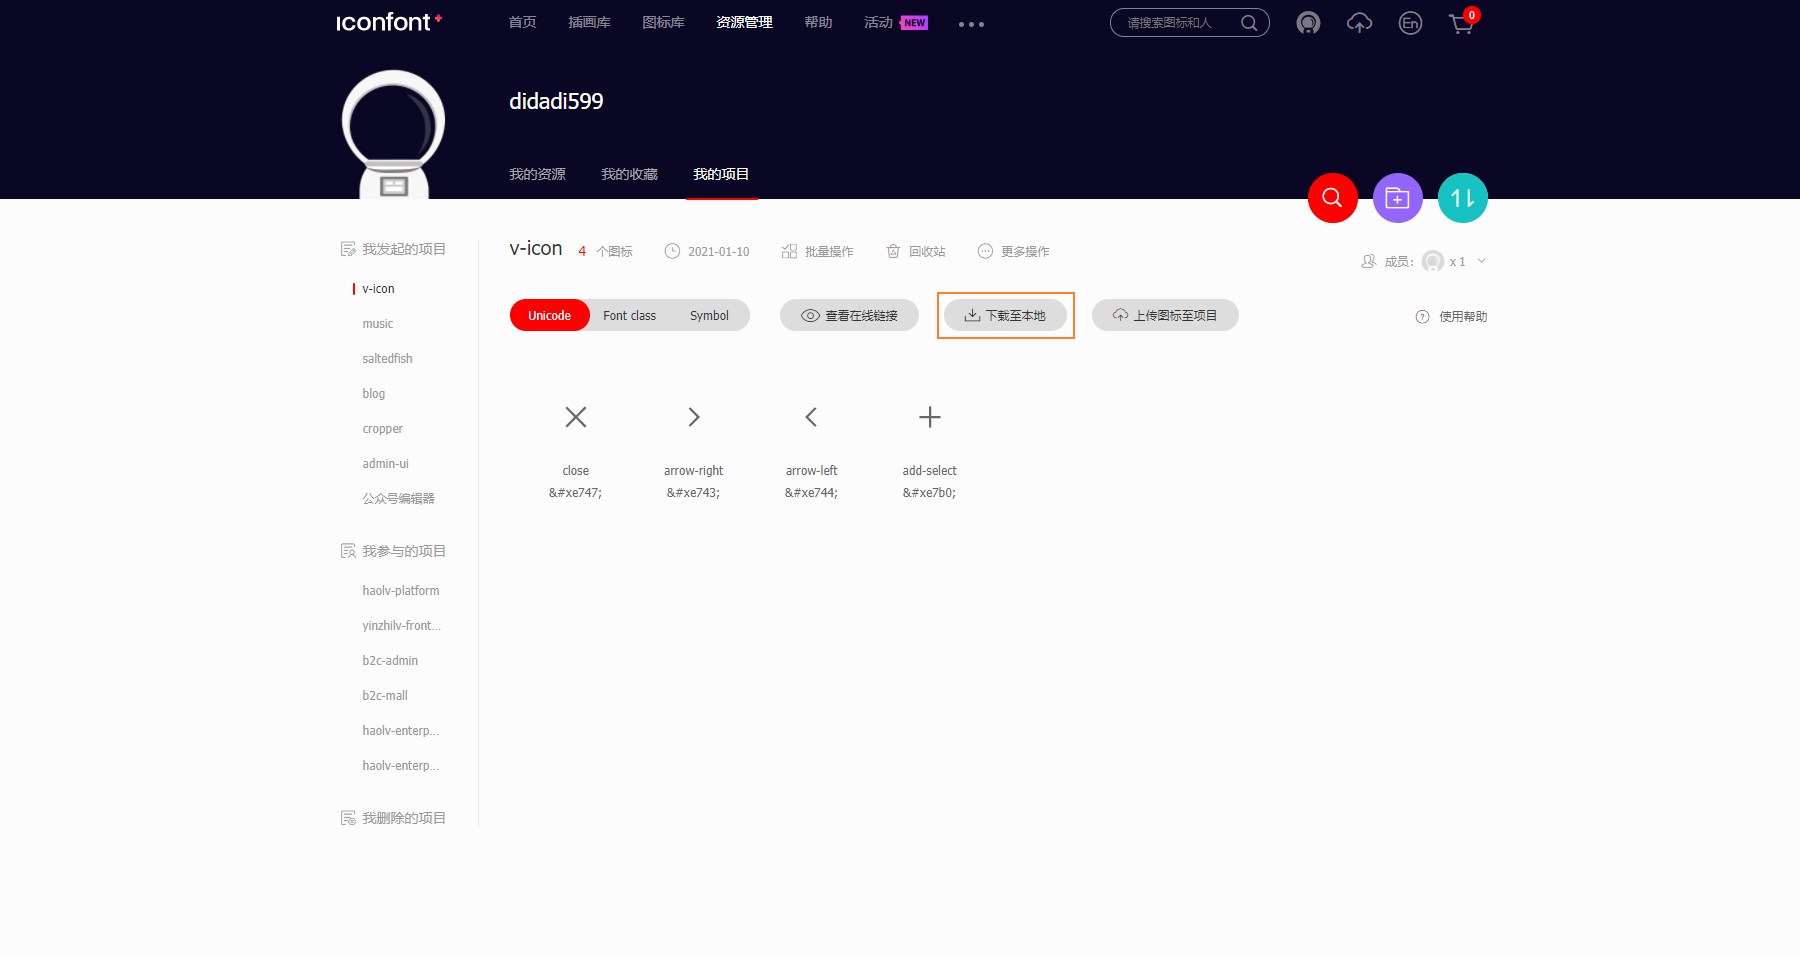 iconfont+ 首页 插画库 图标库 资源管理 帮助 活动 NEW 请搜索图标和人 En 0
didadi599
我的资源 我的收藏 我的项目
我发起的项目
v-icon
music
saltedfish
blog
cropper
admin-ui
公众号编辑器
我参与的项目
haolv-platform
yinzhilv-front...
b2c-admin
b2c-mall
haolv-enterp...
haolv-enterp...
我删除的项目
v-icon 4 个图标 2021-01-10 批量操作 回收站 更多操作 成员: x 1
Unicode Font class Symbol 查看在线链接 下载至本地 上传图标至项目 使用帮助
close arrow-right arrow-left add-select
&#xe747; &#xe743; &#xe744; &#xe7b0;